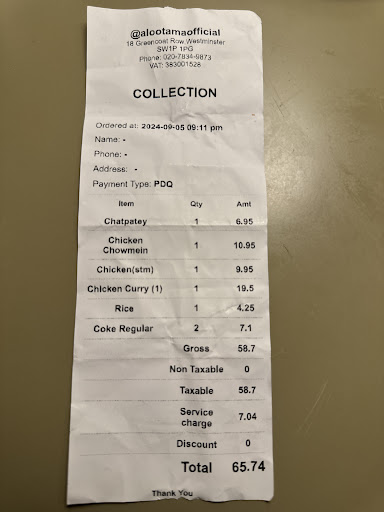 @alootamaofficial
18 Greencoat Row Westminster
SW1P 1PG
Phone: 020-7834-9873
VAT: 383001528
COLLECTION
Ordered at: 2024-09-05 09:11 pm
Name: -
Phone: -
Address: -
Payment Type: PDQ
Item Qty Amt
Chatpatey 1 6.95
Chicken
Chowmein 1 10.95
Chicken(stm) 1 9.95
Chicken Curry (1) 1 19.5
Rice 1 4.25
Coke Regular 2 7.1
Gross 58.7
Non Taxable 0
Taxable 58.7
Service
charge 7.04
Discount 0
Total 65.74
Thank You